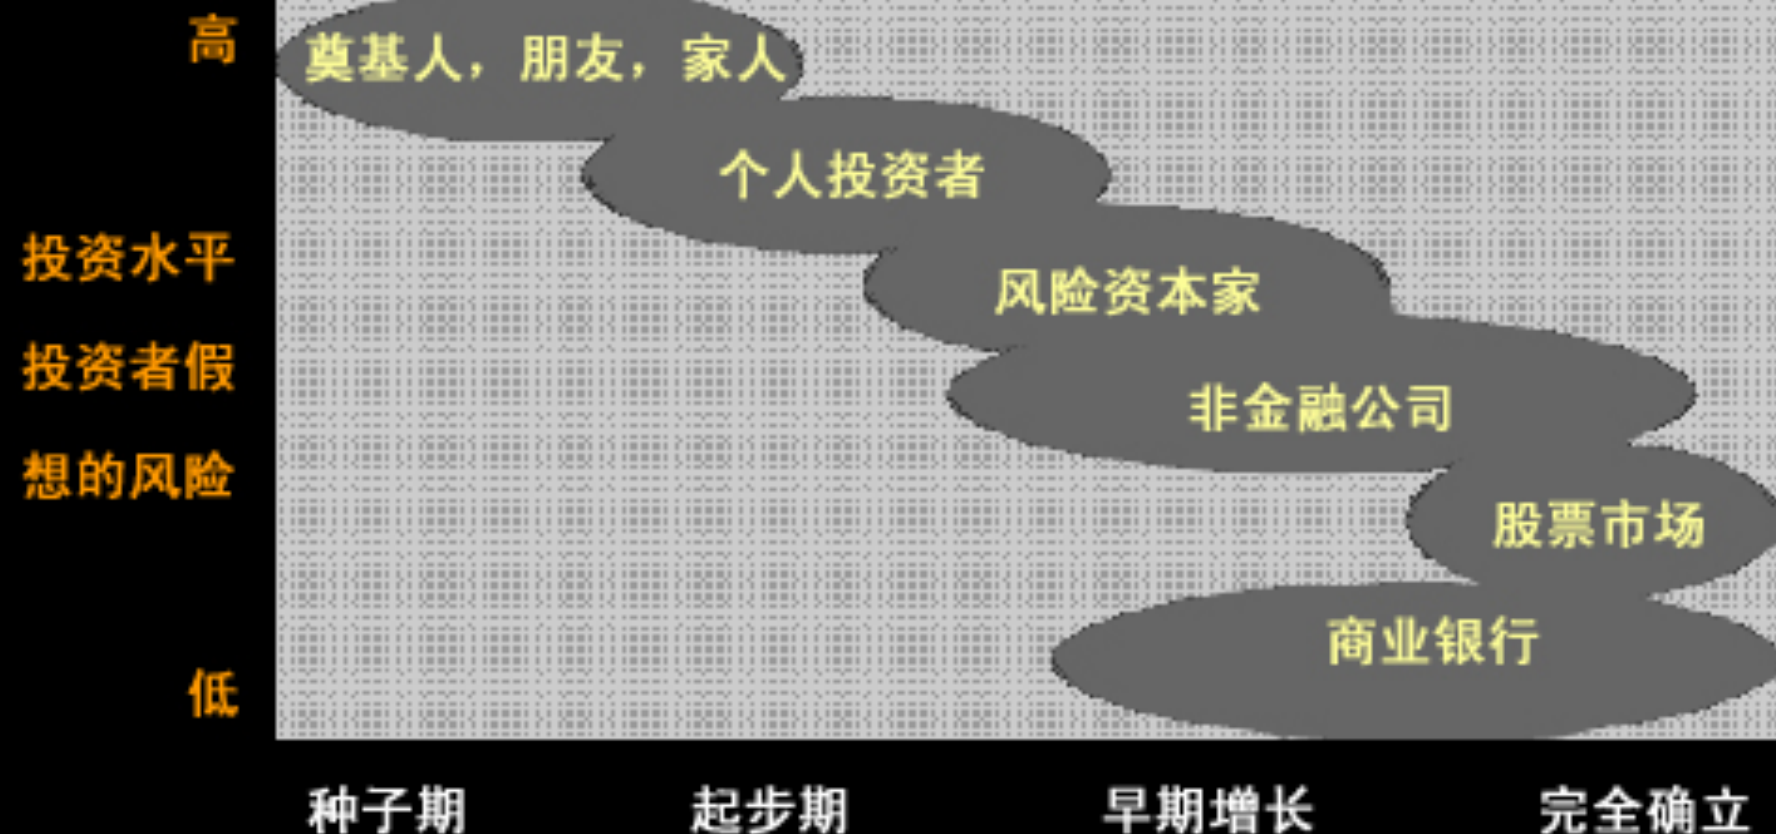 高
奠基人，朋友，家人
个人投资者
投资水平
风险资本家
投资者假
非金融公司
想的风险
股票市场
商业银行
低
种子期 起步期 早期增长 完全确立